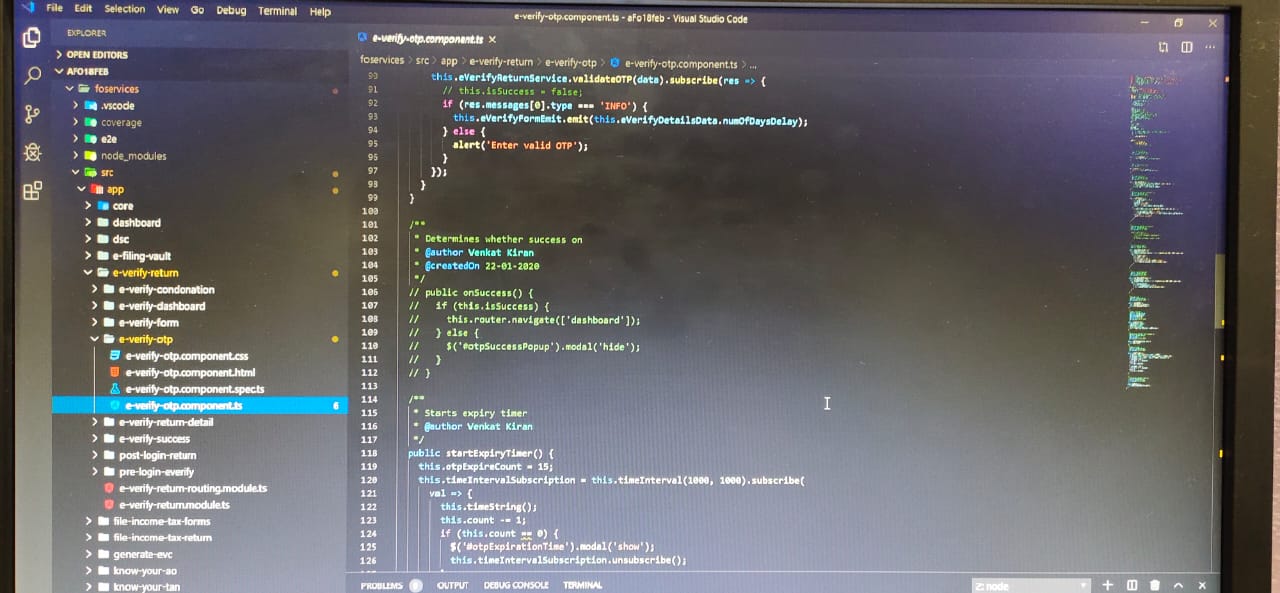 File Edit Selection View Go Debug Terminal Help
e-verify-otp.component.ts - aFo18feb - Visual Studio Code
EXPLORER
OPEN EDITORS
AFO18FEB
foservices
.vscode
coverage
e2e
node_modules
src
app
core
dashboard
dsc
e-filing-vault
e-verify-return
e-verify-condonation
e-verify-dashboard
e-verify-form
e-verify-otp
e-verify-otp.component.css
e-verify-otp.component.html
e-verify-otp.component.spec.ts
e-verify-otp.component.ts 6
e-verify-return-detail
e-verify-success
post-login-return
pre-login-everify
e-verify-return-routing.module.ts
e-verify-return.module.ts
file-income-tax-forms
file-income-tax-return
generate-evc
know-your-ao
know-your-tan
e-verify-otp.component.ts ×
foservices > src > app > e-verify-return > e-verify-otp > e-verify-otp.component.ts > ...
90 this.eVerifyReturnService.validateOTP(data).subscribe(res => {
91 // this.isSuccess = false;
92 if (res.messages[0].type === 'INFO') {
93 this.eVerifyFormEmit.emit(this.eVerifyDetailsData.numOfDaysDelay);
94 } else {
95 alert('Enter valid OTP');
96 }
97 });
98 }
99 }
100
101 /**
102 * Determines whether success on
103 * @author Venkat Kiran
104 * @createdOn 22-01-2020
105 */
106 // public onSuccess() {
107 // if (this.isSuccess) {
108 // this.router.navigate(['dashboard']);
109 // } else {
110 // $('#otpSuccessPopup').modal('hide');
111 // }
112 // }
113
114 /**
115 * Starts expiry timer
116 * @author Venkat Kiran
117 */
118 public startExpiryTimer() {
119 this.otpExpireCount = 15;
120 this.timeIntervalSubscription = this.timeInterval(1000, 1000).subscribe(
121 val => {
122 this.timeString();
123 this.count -= 1;
124 if (this.count == 0) {
125 $('#otpExpirationTime').modal('show');
126 this.timeIntervalSubscription.unsubscribe();
PROBLEMS OUTPUT DEBUG CONSOLE TERMINAL
2: node